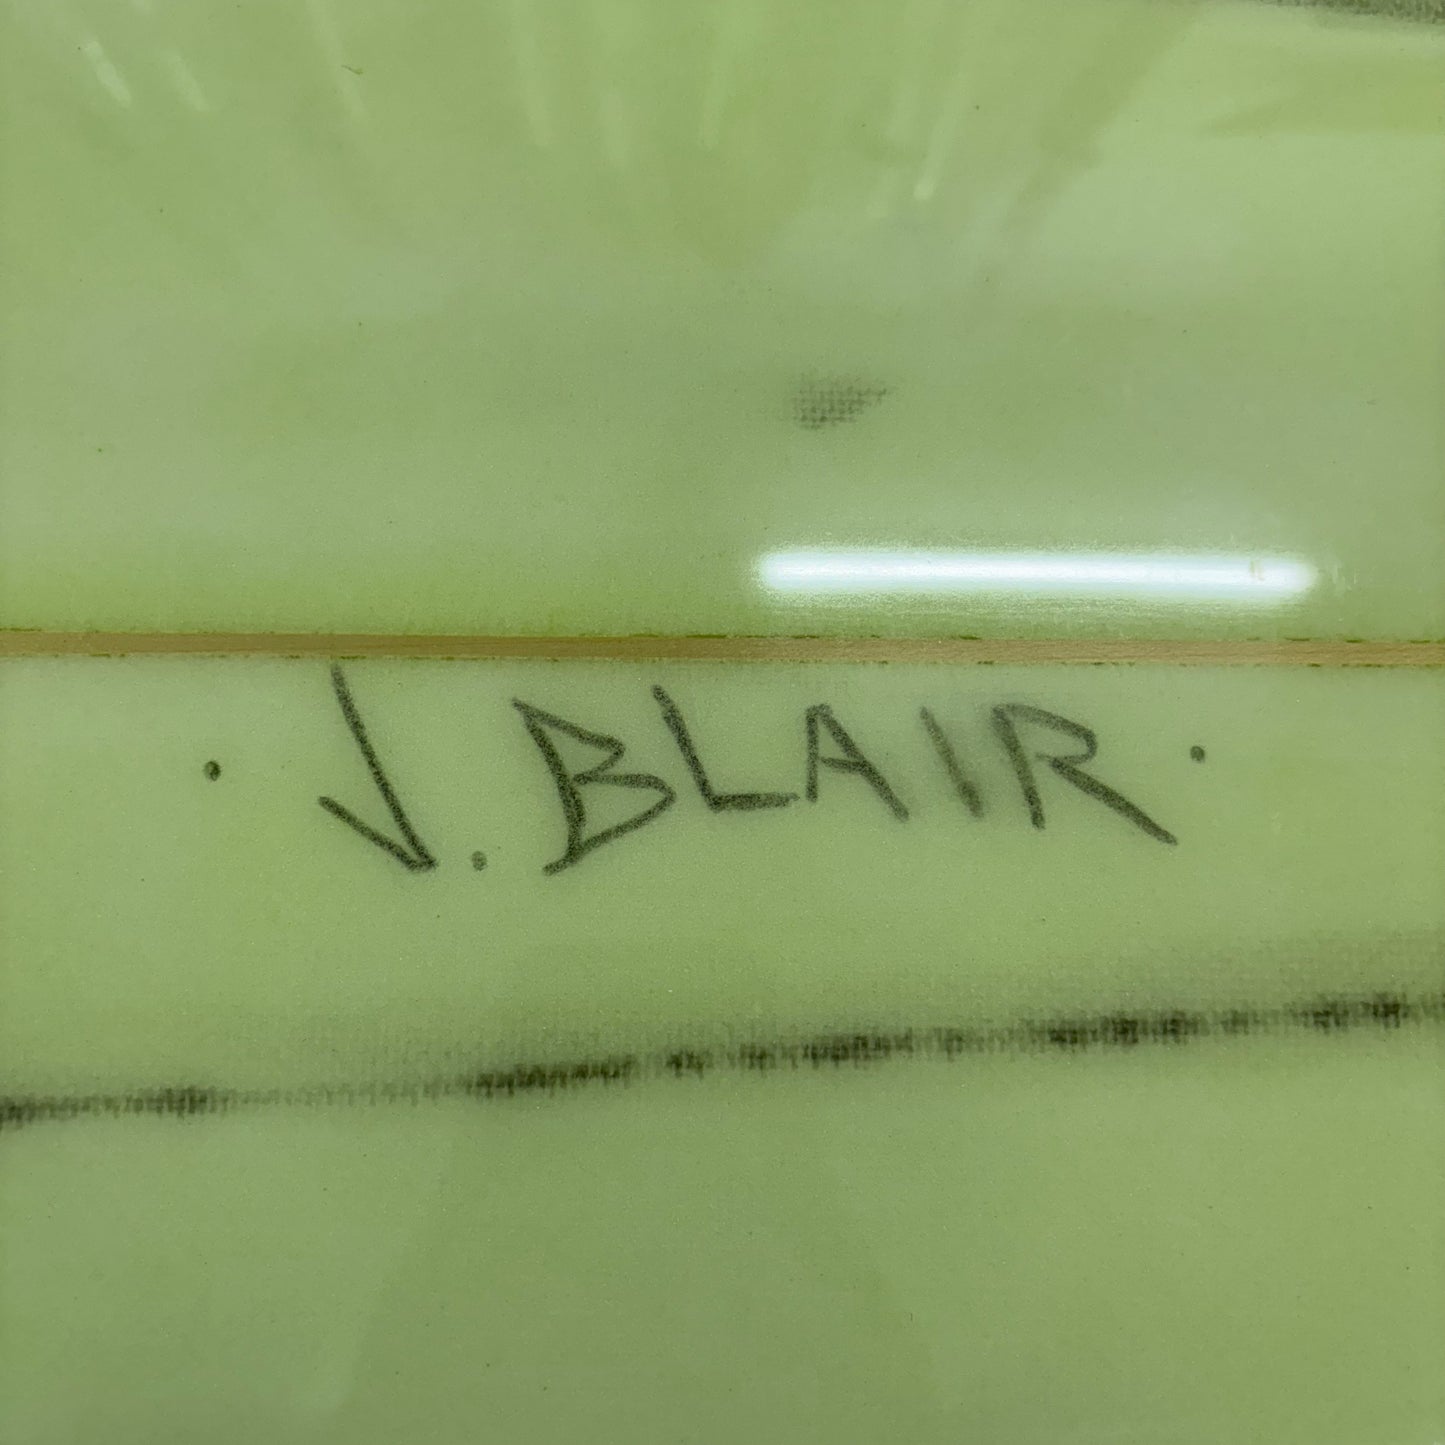 · J. BLAIR ·